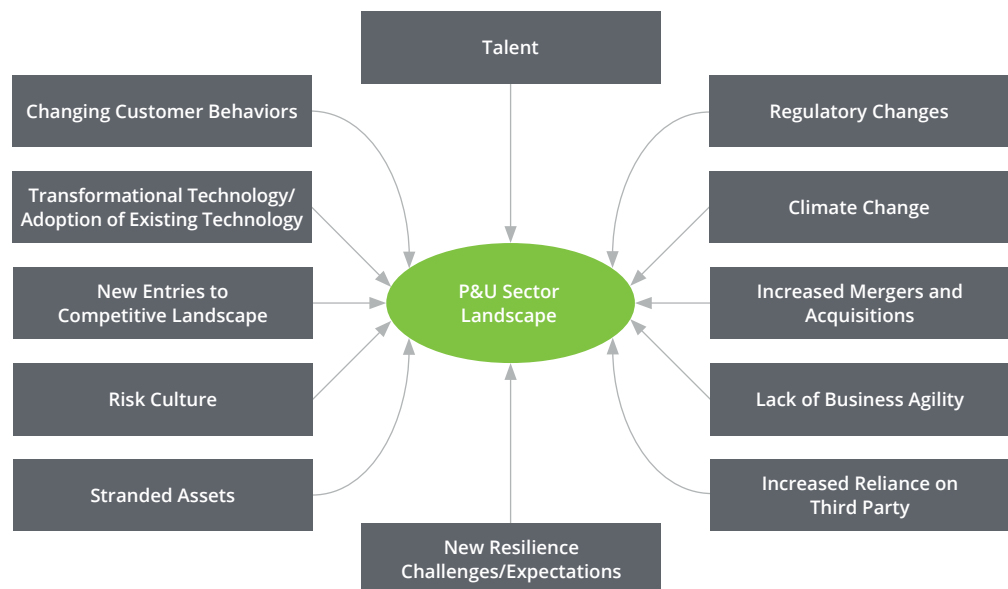 Talent
Changing Customer Behaviors
Regulatory Changes
Transformational Technology/
Adoption of Existing Technology
Climate Change
New Entries to
Competitive Landscape
P&U Sector
Landscape
Increased Mergers and
Acquisitions
Risk Culture
Lack of Business Agility
Stranded Assets
Increased Reliance on
Third Party
New Resilience
Challenges/Expectations